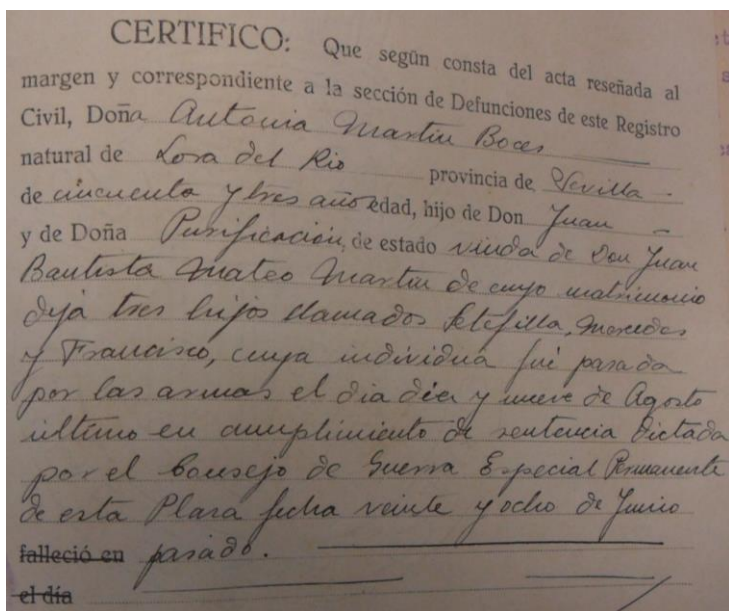 CERTIFICO: Que según consta del acta reseñada al
margen y correspondiente a la sección de Defunciones de este Registro
Civil, Doña Antonia Martin Boces
natural de Lora del Rio provincia de Sevilla
de cincuenta y tres años edad, hijo de Don Juan
y de Doña Purificación, de estado viuda de Don Juan
Bautista Mateo Martin de cuyo matrimonio
dejá tres hijos llamados Setefilla, Mercedes
y Francisco, cuya individua fué pasada
por las armas el dia diez y nueve de Agosto
último en cumplimiento de sentencia dictada
por el Consejo de Guerra Especial Permanente
de esta Plaza fecha veinte y ocho de Junio
falleció en pasado.
el día